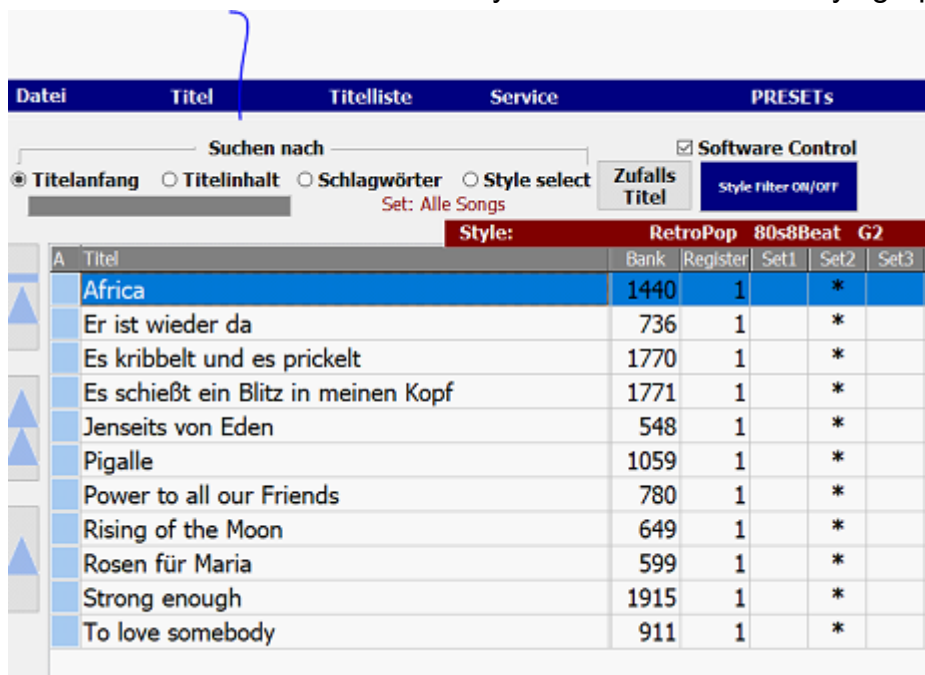 Datei Titel Titelliste Service PRESETs
Suchen nach Software Control
Titelanfang Titelinhalt Schlagwörter Style select Zufalls Titel Style Filter ON/OFF
Set: Alle Songs
Style: RetroPop 80s8Beat G2
A Titel Bank Register Set1 Set2 Set3
Africa 1440 1 *
Er ist wieder da 736 1 *
Es kribbelt und es prickelt 1770 1 *
Es schießt ein Blitz in meinen Kopf 1771 1 *
Jenseits von Eden 548 1 *
Pigalle 1059 1 *
Power to all our Friends 780 1 *
Rising of the Moon 649 1 *
Rosen für Maria 599 1 *
Strong enough 1915 1 *
To love somebody 911 1 *